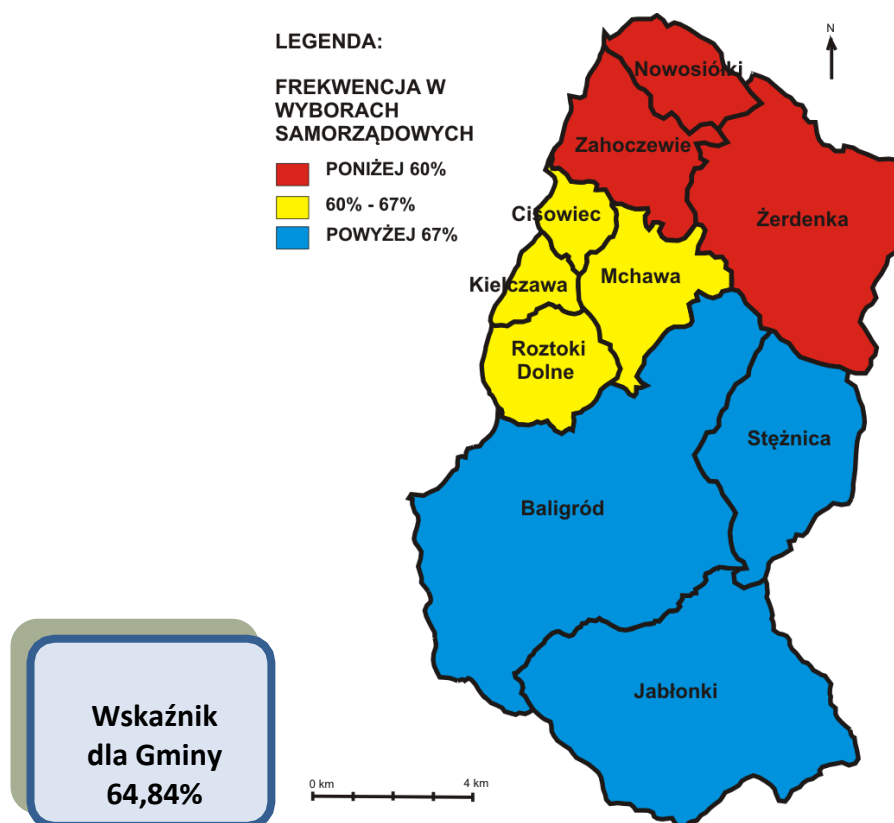 LEGENDA:
FREKWENCJA W
WYBORACH
SAMORZĄDOWYCH
PONIŻEJ 60%
60% - 67%
POWYŻEJ 67%
N
Nowosiółki
Zahoczewie
Żerdenka
Cisowiec
Mchawa
Kielczawa
Roztoki
Dolne
Stężnica
Baligród
Jabłonki
Wskaźnik
dla Gminy
64,84%
0 km 4 km